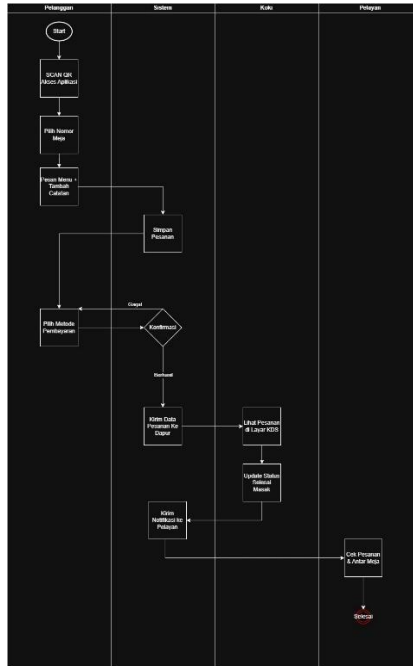 Pelanggan
Sistem
Koki
Pelayan
Start
SCAN QR
Akses Aplikasi
Pilih Nomor
Meja
Pesan Menu +
Tambah
Catatan
Simpan
Pesanan
Gagal
Pilih Metode
Pembayaran
Konfirmasi
Berhasil
Kirim Data
Pesanan Ke
Dapur
Lihat Pesanan
di Layar KDS
Update Status
Selesai
Masak
Kirim
Notifikasi ke
Pelayan
Cek Pesanan
& Antar Meja
Selesai